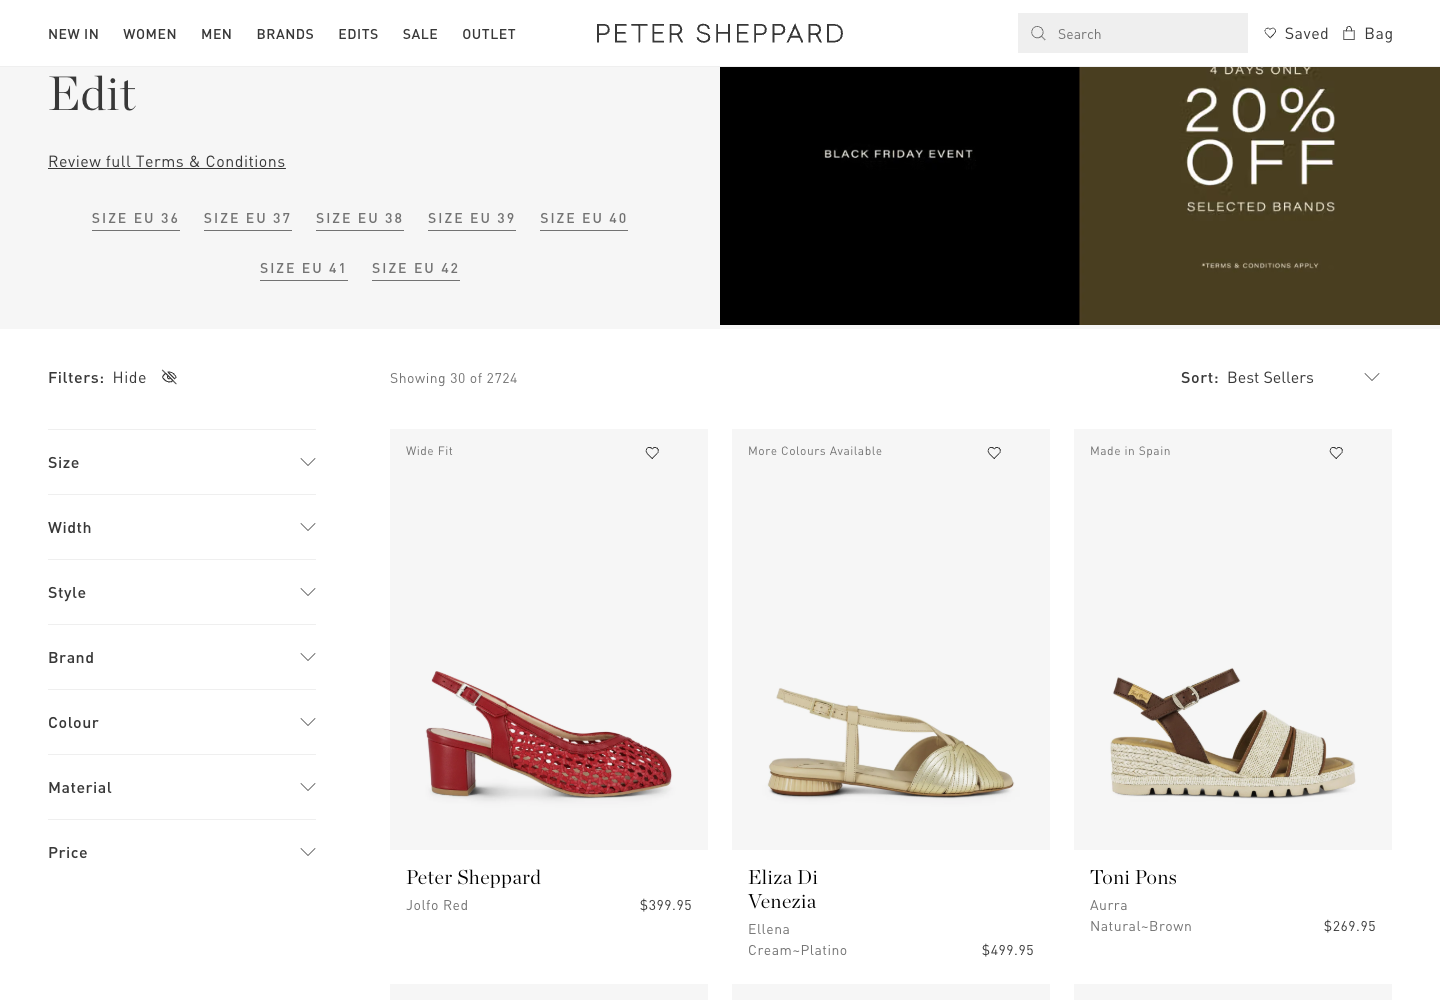 NEW IN
WOMEN
MEN
BRANDS
EDITS
SALE
OUTLET
PETER SHEPPARD
Search
Saved
Bag
Edit
Review full Terms & Conditions
SIZE EU 36
SIZE EU 37
SIZE EU 38
SIZE EU 39
SIZE EU 40
SIZE EU 41
SIZE EU 42
BLACK FRIDAY EVENT
4 DAYS ONLY
20%
OFF
SELECTED BRANDS
*TERMS & CONDITIONS APPLY
Filters: Hide
Showing 30 of 2724
Sort: Best Sellers
Size
Width
Style
Brand
Colour
Material
Price
Wide Fit
Peter Sheppard
Jolfo Red
$399.95
More Colours Available
Eliza Di
Venezia
Ellena
Cream~Platino
$499.95
Made in Spain
Toni Pons
Aurra
Natural~Brown
$269.95